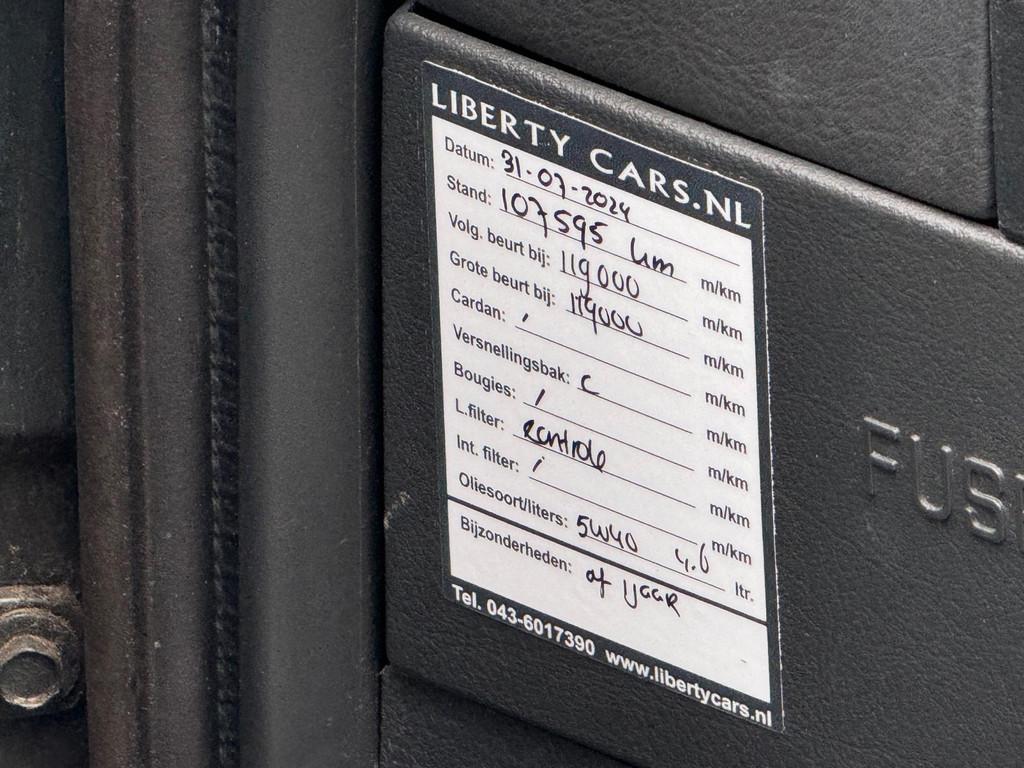 LIBERTY CARS.NL
Datum: 31-07-2024
Stand: 107595 km m/km
Volg. beurt bij: 119000 m/km
Grote beurt bij: 119000 m/km
Cardan: / m/km
Versnellingsbak: C m/km
Bougies: / m/km
L.filter: controle m/km
Int. filter: / m/km
Oliesoort/liters: 5W40 4.6 ltr.
Bijzonderheden: of 1jaar
Tel. 043-6017390 www.libertycars.nl
FUS